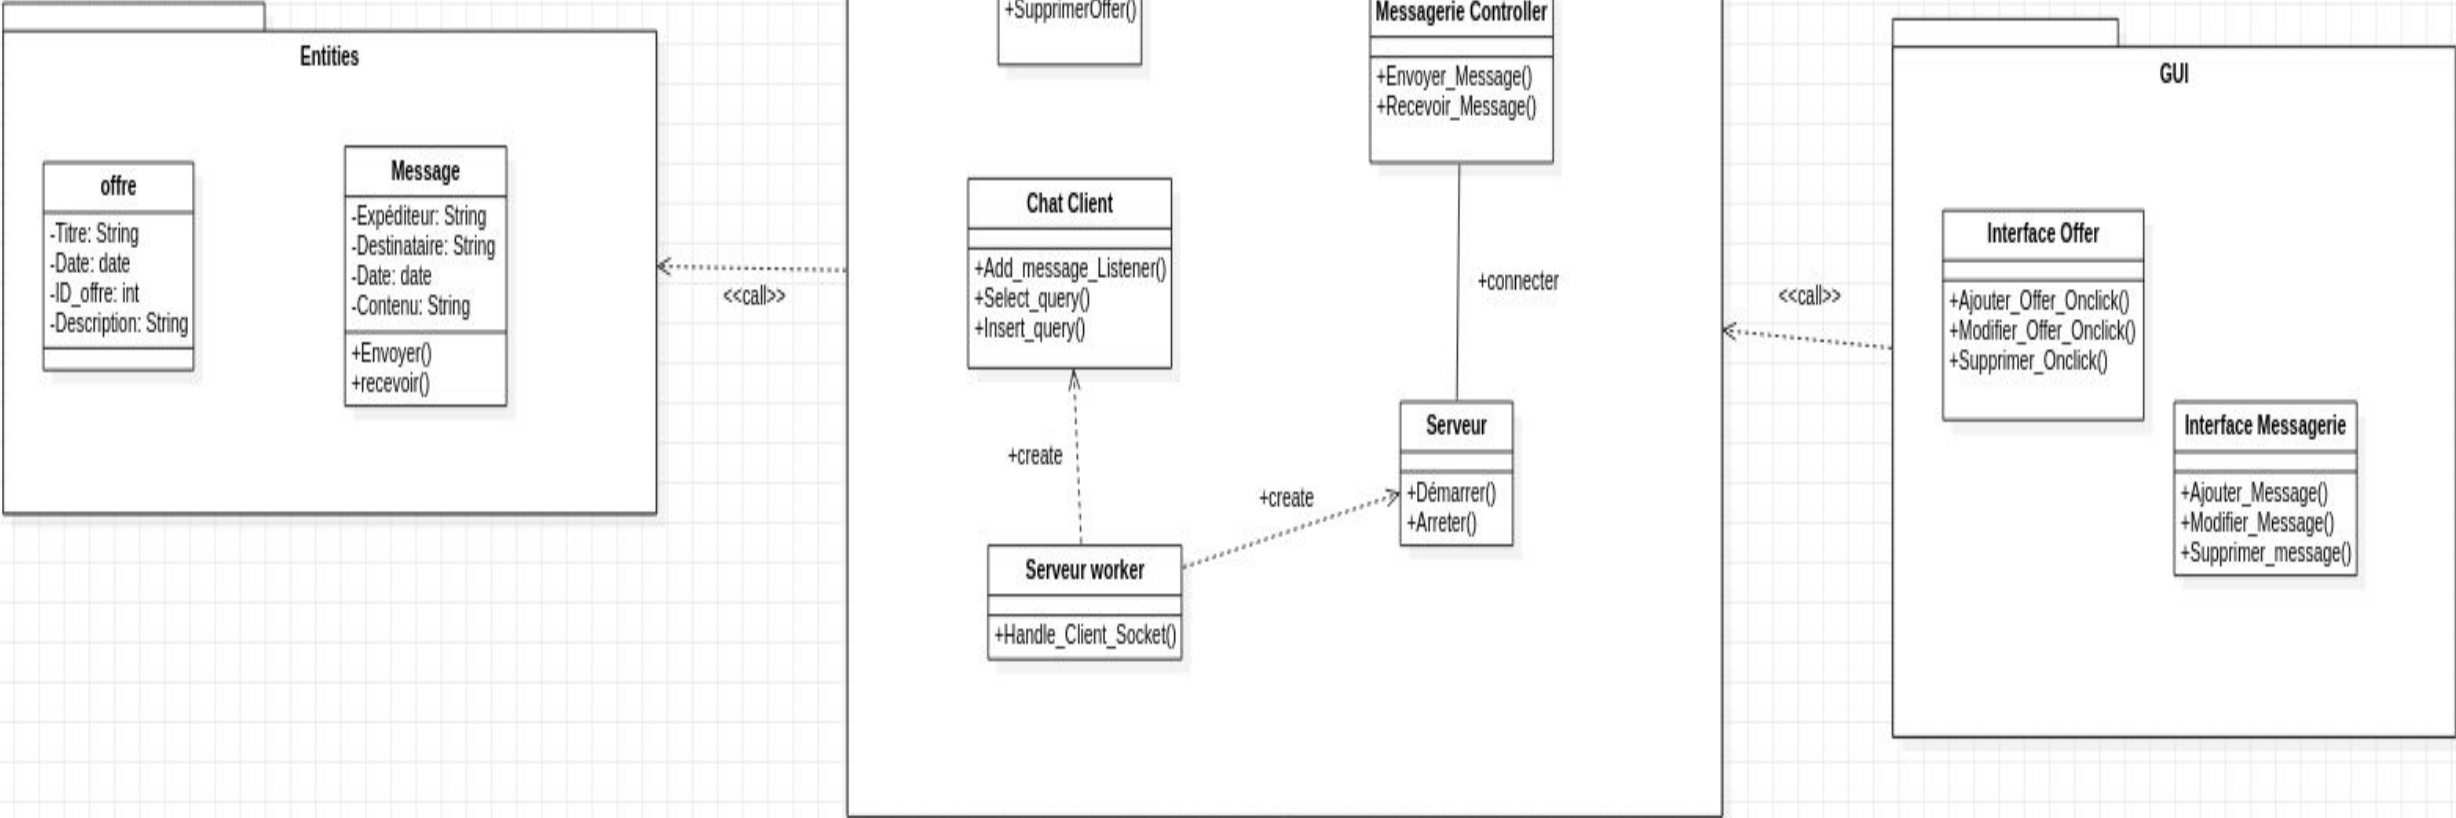 Entities
offre
-Titre: String
-Date: date
-ID_offre: int
-Description: String
Message
-Expéditeur: String
-Destinataire: String
-Date: date
-Contenu: String
+Envoyer()
+recevoir()
<<call>>
+SupprimerOffer()
Messagerie Controller
+Envoyer_Message()
+Recevoir_Message()
Chat Client
+Add_message_Listener()
+Select_query()
+Insert_query()
+connecter
+create
+create
Serveur
+Démarrer()
+Arreter()
Serveur worker
+Handle_Client_Socket()
<<call>>
GUI
Interface Offer
+Ajouter_Offer_Onclick()
+Modifier_Offer_Onclick()
+Supprimer_Onclick()
Interface Messagerie
+Ajouter_Message()
+Modifier_Message()
+Supprimer_message()